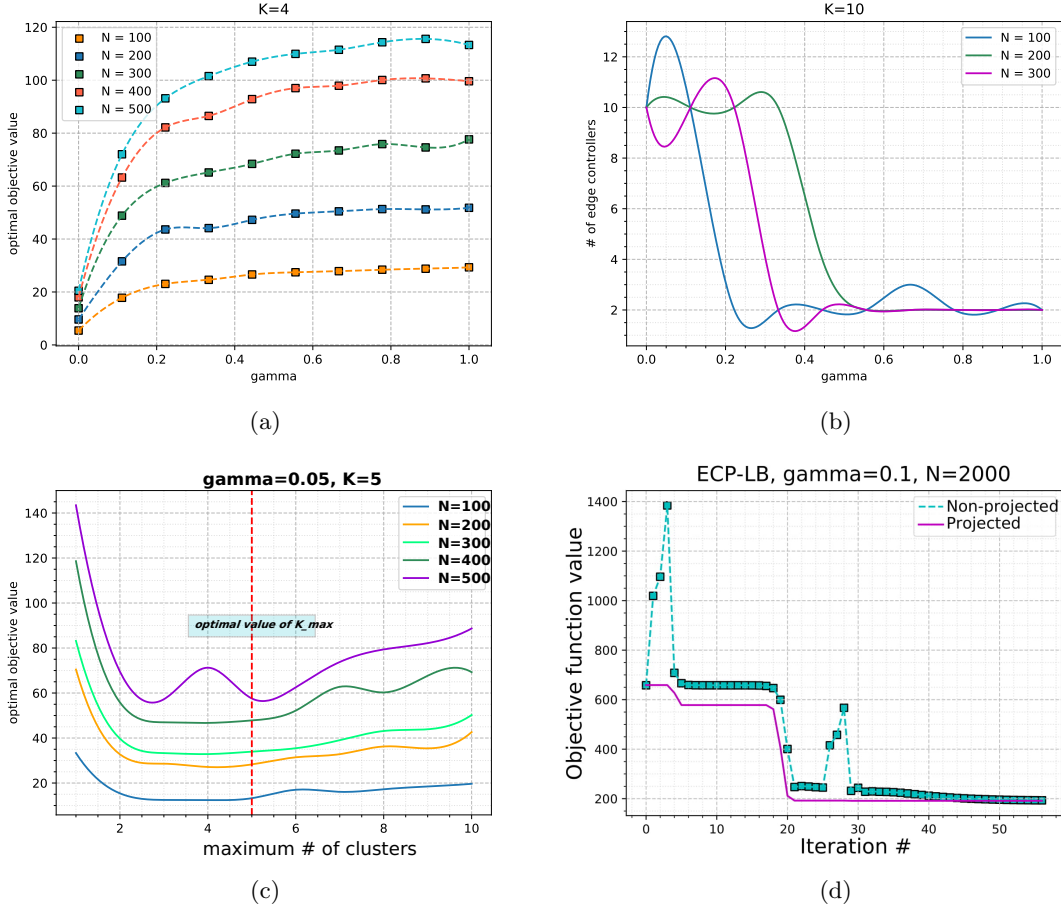 K=4
120
100
80
60
40
20
0
optimal objective value
N = 100
N = 200
N = 300
N = 400
N = 500
0.0 0.2 0.4 0.6 0.8 1.0
gamma
(a)
K=10
12
10
8
6
4
2
# of edge controllers
N = 100
N = 200
N = 300
0.0 0.2 0.4 0.6 0.8 1.0
gamma
(b)
gamma=0.05, K=5
140
120
100
80
60
40
20
optimal objective value
N=100
N=200
N=300
N=400
N=500
optimal value of K_max
2 4 6 8 10
maximum # of clusters
(c)
ECP-LB, gamma=0.1, N=2000
1400
1200
1000
800
600
400
200
Objective function value
Non-projected
Projected
0 10 20 30 40 50
Iteration #
(d)